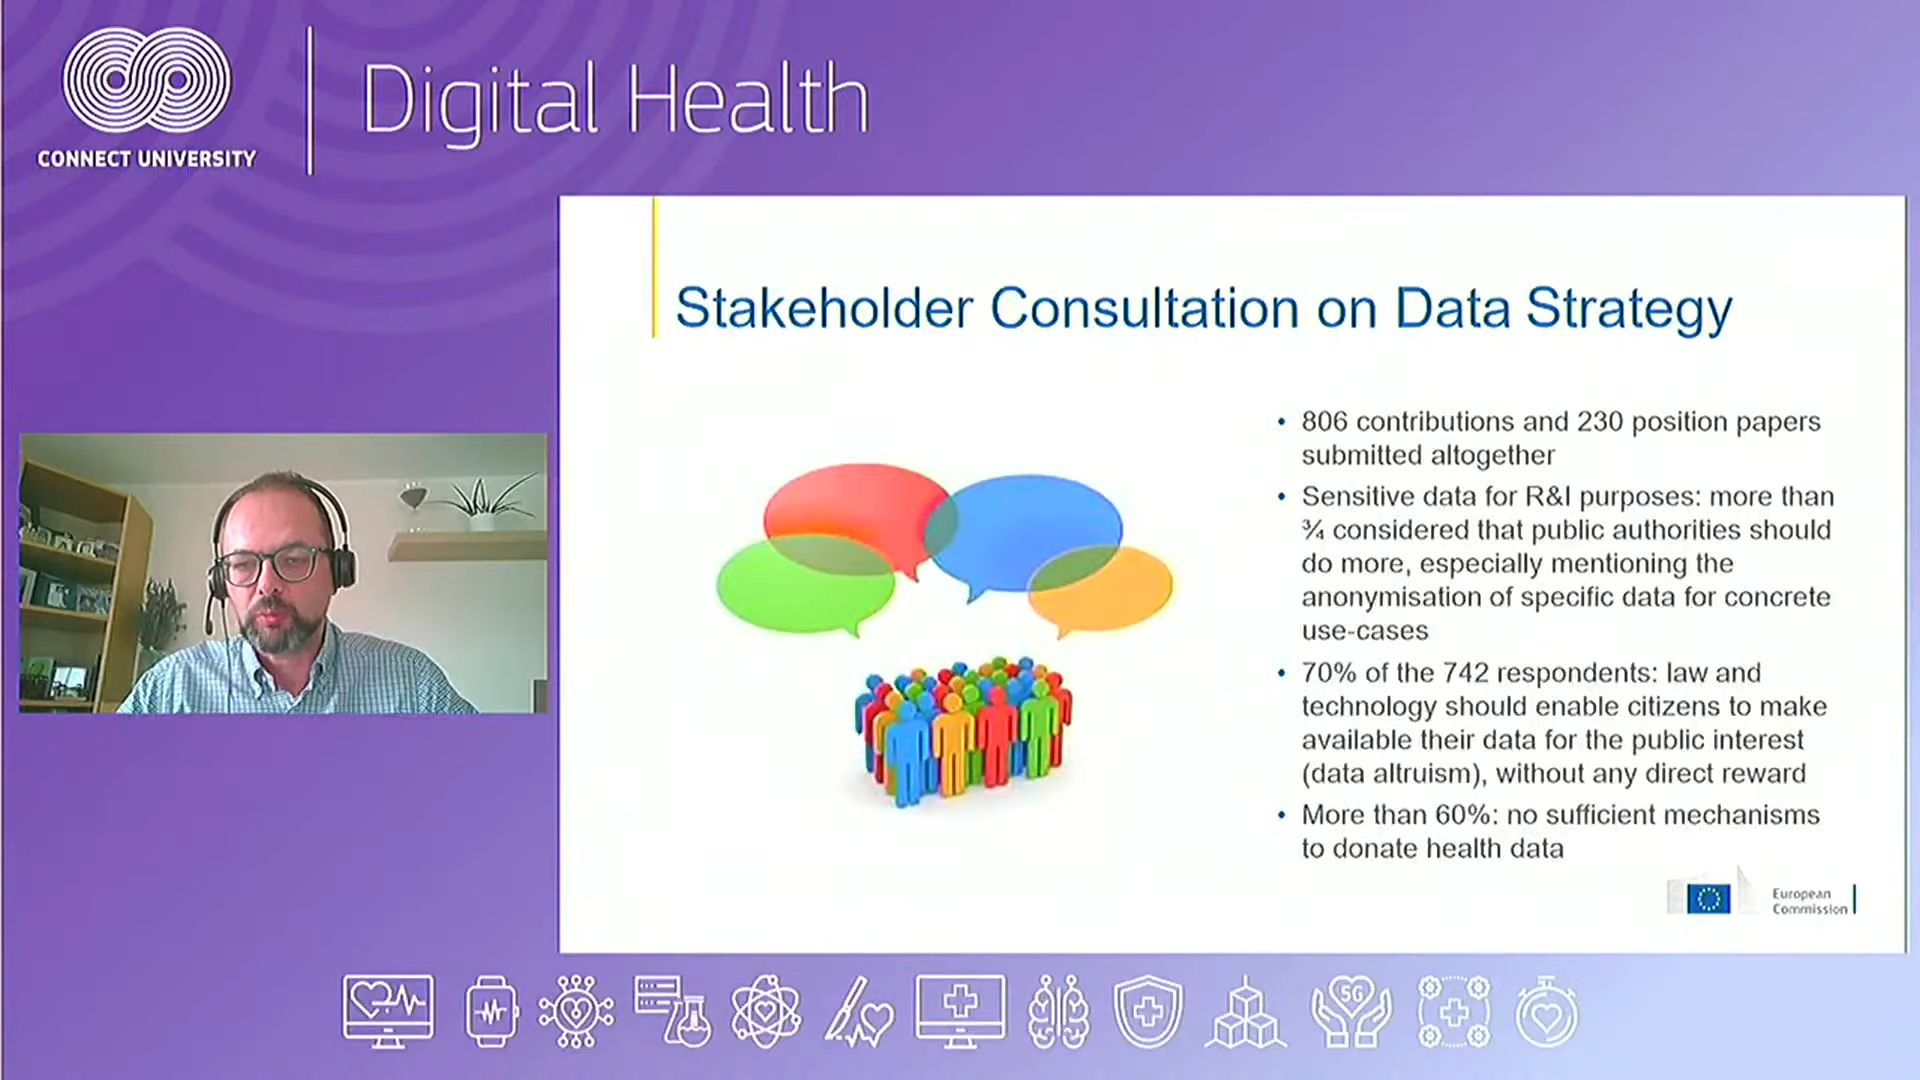 CONNECT UNIVERSITY
Digital Health
Stakeholder Consultation on Data Strategy
• 806 contributions and 230 position papers
submitted altogether
• Sensitive data for R&I purposes: more than
¾ considered that public authorities should
do more, especially mentioning the
anonymisation of specific data for concrete
use-cases
• 70% of the 742 respondents: law and
technology should enable citizens to make
available their data for the public interest
(data altruism), without any direct reward
• More than 60%: no sufficient mechanisms
to donate health data
European
Commission
5G